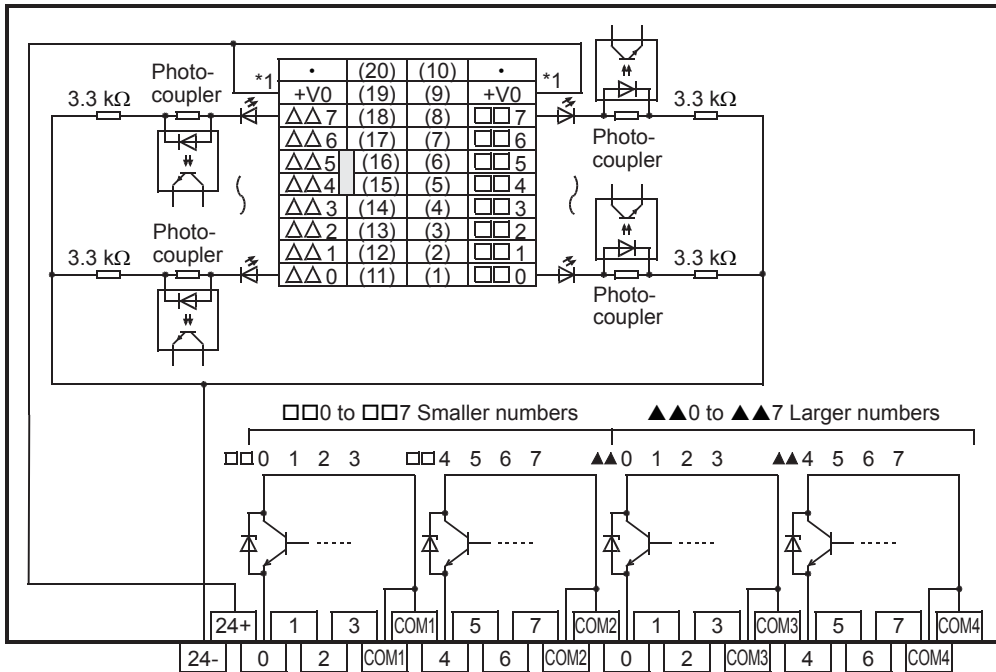 Photo-
coupler
3.3 kΩ
*1
• (20) (10) •
*1
+V0 (19) (9) +V0
△△7 (18) (8) □□7
△△6 (17) (7) □□6
△△5 (16) (6) □□5
△△4 (15) (5) □□4
△△3 (14) (4) □□3
△△2 (13) (3) □□2
△△1 (12) (2) □□1
△△0 (11) (1) □□0
3.3 kΩ
Photo-
coupler
Photo-
coupler
3.3 kΩ
3.3 kΩ
Photo-
coupler
□□0 to □□7 Smaller numbers
▲▲0 to ▲▲7 Larger numbers
□□0 1 2 3 □□4 5 6 7 ▲▲0 1 2 3 ▲▲4 5 6 7
24+ 1 3 COM1 5 7 COM2 1 3 COM3 5 7 COM4
24- 0 2 COM1 4 6 COM2 0 2 COM3 4 6 COM4